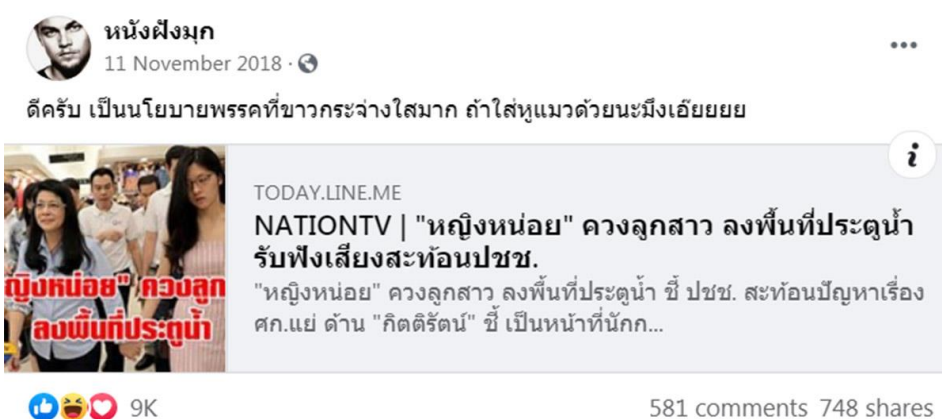 หนังฝังมุก
11 November 2018 ·
ดีครับ เป็นนโยบายพรรคที่ขาวกระจ่างใสมาก ถ้าใส่หูแมวด้วยนะมึงเอ๊ยยยย
TODAY.LINE.ME
NATIONTV | "หญิงหน่อย" ควงลูกสาว ลงพื้นที่ประตูน้ำ
รับฟังเสียงสะท้อนปชช.
"หญิงหน่อย" ควงลูกสาว ลงพื้นที่ประตูน้ำ ชี้ ปชช. สะท้อนปัญหาเรื่อง
ศก.แย่ ด้าน "กิตติรัตน์" ชี้ เป็นหน้าที่นักก...
ญิงหน่อย" ควงลูก
ลงพื้นที่ประตูน้ำ
9K
581 comments 748 shares